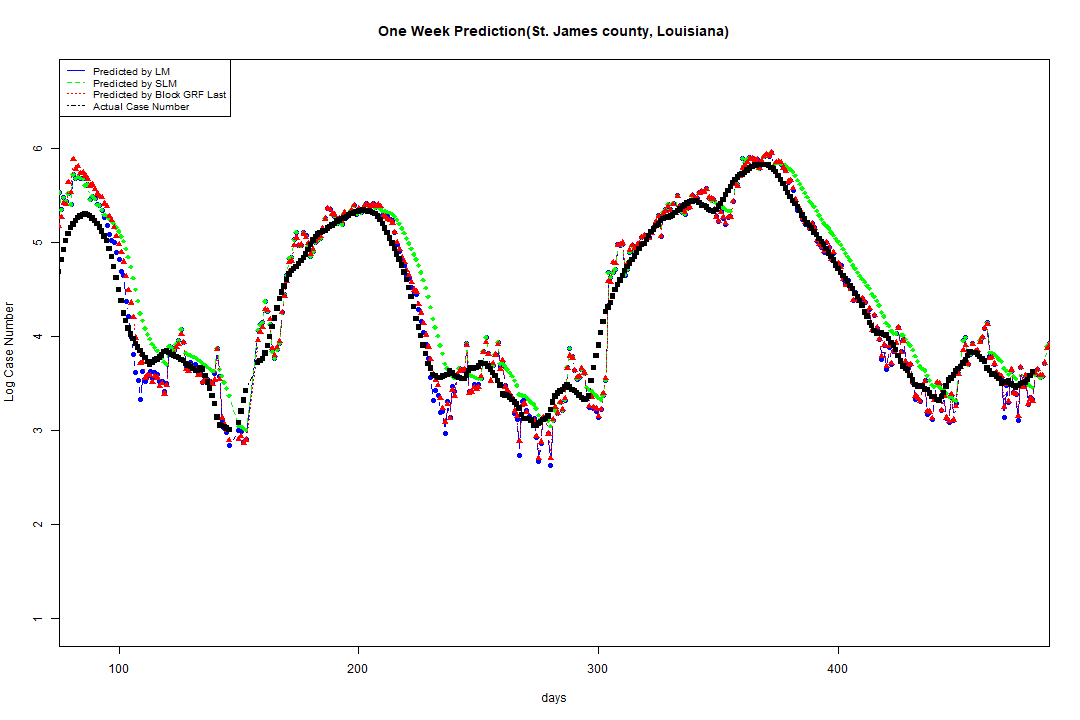 One Week Prediction(St. James county, Louisiana)
Predicted by LM
Predicted by SLM
Predicted by Block GRF Last
Actual Case Number
6
5
4
3
2
1
Log Case Number
100 200 300 400
days